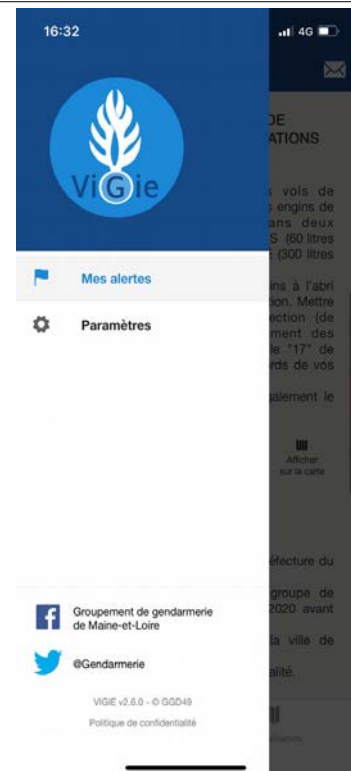 16:32
4G
ViGie
DE
ATIONS
vols de
engins de
ans deux
S (60 litres
(300 litres
Mes alertes
ins à l'abri
tion. Mettre
ection (de
ment des
le "17" de
rds de vos
Paramètres
galement le
Afficher
sur la carte
éfecture du
groupe de
2020 avant
la ville de
alité.
Groupement de gendarmerie
de Maine-et-Loire
@Gendarmerie
ViGIE v2.6.0 - © GGD49
Politique de confidentialité